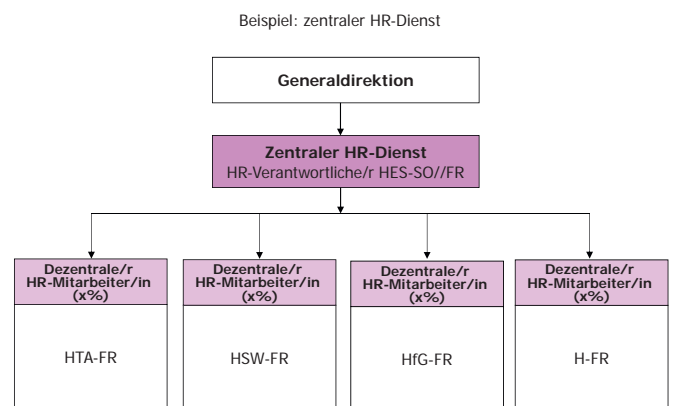 Beispiel: zentraler HR-Dienst
Generaldirektion
Zentraler HR-Dienst
HR-Verantwortliche/r HES-SO//FR
Dezentrale/r
HR-Mitarbeiter/in
(x%)
HTA-FR
Dezentrale/r
HR-Mitarbeiter/in
(x%)
HSW-FR
Dezentrale/r
HR-Mitarbeiter/in
(x%)
HfG-FR
Dezentrale/r
HR-Mitarbeiter/in
(x%)
H-FR